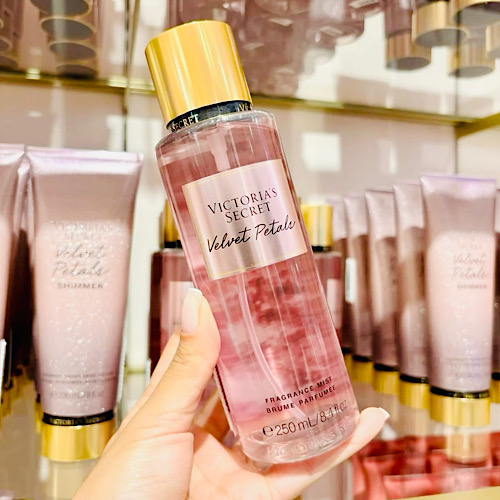 SECRET
VICTORIA'S
SECRET
Velvet Petals
FRAGRANCE MIST
BRUME PARFUMÉE
℮ 250 mL/8.4 fl oz
Velvet
Petals
SHIMMER
Velvet
Petals
SHIMMER